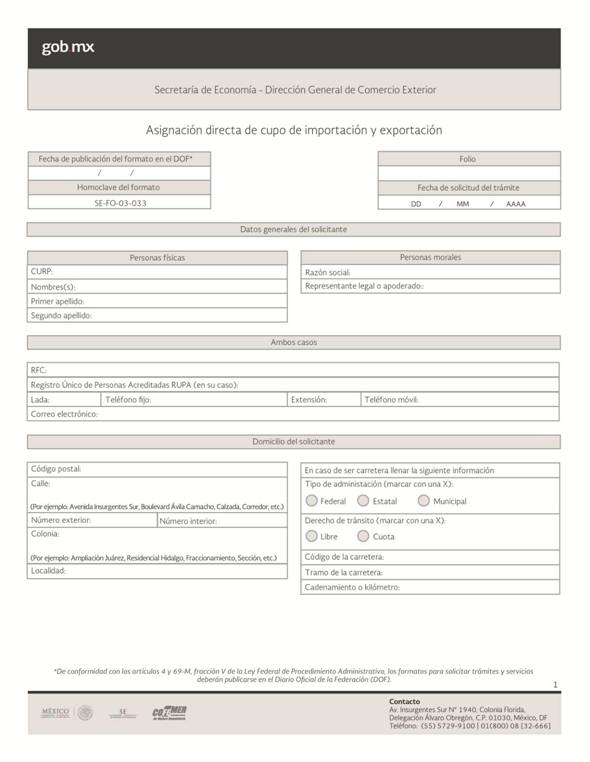 gob.mx
Secretaría de Economía - Dirección General de Comercio Exterior
Asignación directa de cupo de importación y exportación
Fecha de publicación del formato en el DOF*
/ /
Homoclave del formato
SE-FO-03-033
Folio
Fecha de solicitud del trámite
DD / MM / AAAA
Datos generales del solicitante
Personas físicas
CURP:
Nombres(s):
Primer apellido:
Segundo apellido:
Personas morales
Razón social:
Representante legal o apoderado::
Ambos casos
RFC:
Registro Único de Personas Acreditadas RUPA (en su caso):
Lada: Teléfono fijo: Extensión: Teléfono móvil:
Correo electrónico:
Domicilio del solicitante
Código postal:
Calle:
(Por ejemplo: Avenida Insurgentes Sur, Boulevard Ávila Camacho, Calzada, Corredor, etc.)
Número exterior: Número interior:
Colonia:
(Por ejemplo: Ampliación Juárez, Residencial Hidalgo, Fraccionamiento, Sección, etc.)
Localidad:
En caso de ser carretera llenar la siguiente información
Tipo de administación (marcar con una X):
Federal Estatal Municipal
Derecho de tránsito (marcar con una X):
Libre Cuota
Código de la carretera:
Tramo de la carretera:
Cadenamiento o kilómetro:
*De conformidad con los artículos 4 y 69-M, fracción V de la Ley Federal de Procedimiento Administrativo, los formatos para solicitar trámites y servicios
deberán publicarse en el Diario Oficial de la Federación (DOF).
1
MÉXICO
SE
COFEMER
Contacto
Av. Insurgentes Sur N° 1940, Colonia Florida,
Delegación Álvaro Obregón, C.P. 01030, México, DF
Teléfono: (55) 5729-9100 | 01(800) 08 [32-666]